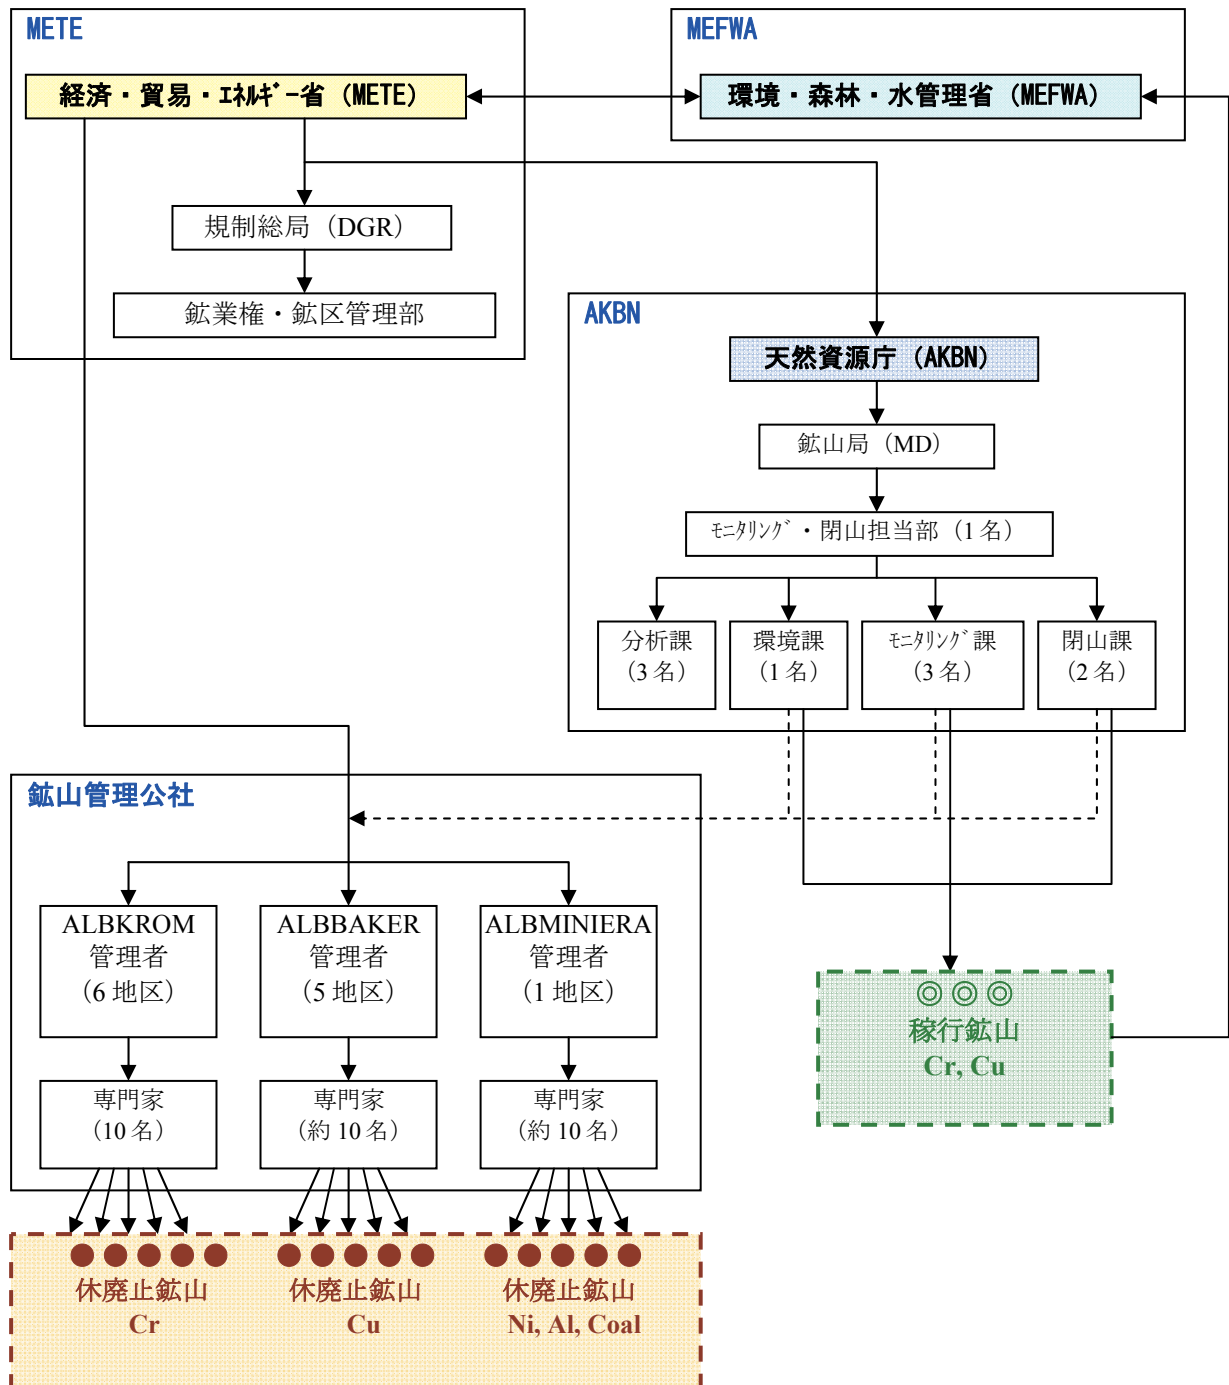 METE
経済・貿易・ｴﾈﾙｷﾞｰ省（METE）
MEFWA
環境・森林・水管理省（MEFWA）
規制総局（DGR）
鉱業権・鉱区管理部
AKBN
天然資源庁（AKBN）
鉱山局（MD）
ﾓﾆﾀﾘﾝｸﾞ・閉山担当部（1名）
分析課
（3名）
環境課
（1名）
ﾓﾆﾀﾘﾝｸﾞ課
（3名）
閉山課
（2名）
鉱山管理公社
ALBKROM
管理者
（6地区）
ALBBAKER
管理者
（5地区）
ALBMINIERA
管理者
（1地区）
専門家
（10名）
専門家
（約10名）
専門家
（約10名）
◎◎◎
稼行鉱山
Cr, Cu
●●●●●
休廃止鉱山
Cr
●●●●●
休廃止鉱山
Cu
●●●●●
休廃止鉱山
Ni, Al, Coal